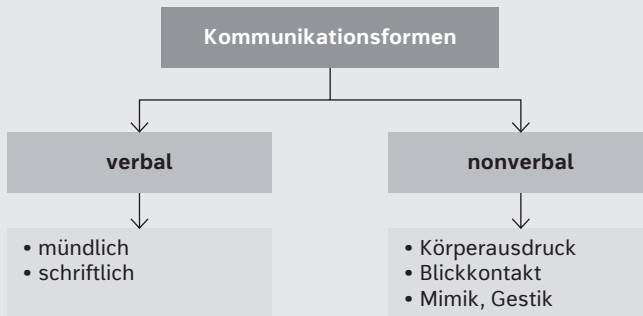 Kommunikationsformen
verbal
nonverbal
• mündlich
• schriftlich
• Körperausdruck
• Blickkontakt
• Mimik, Gestik